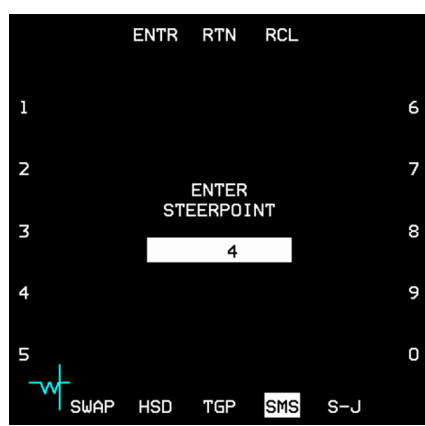 ENTR RTN RCL
1 6
2 7
ENTER
STEERPOINT
3 8
4
4 9
5 0
SWAP HSD TGP SMS S-J